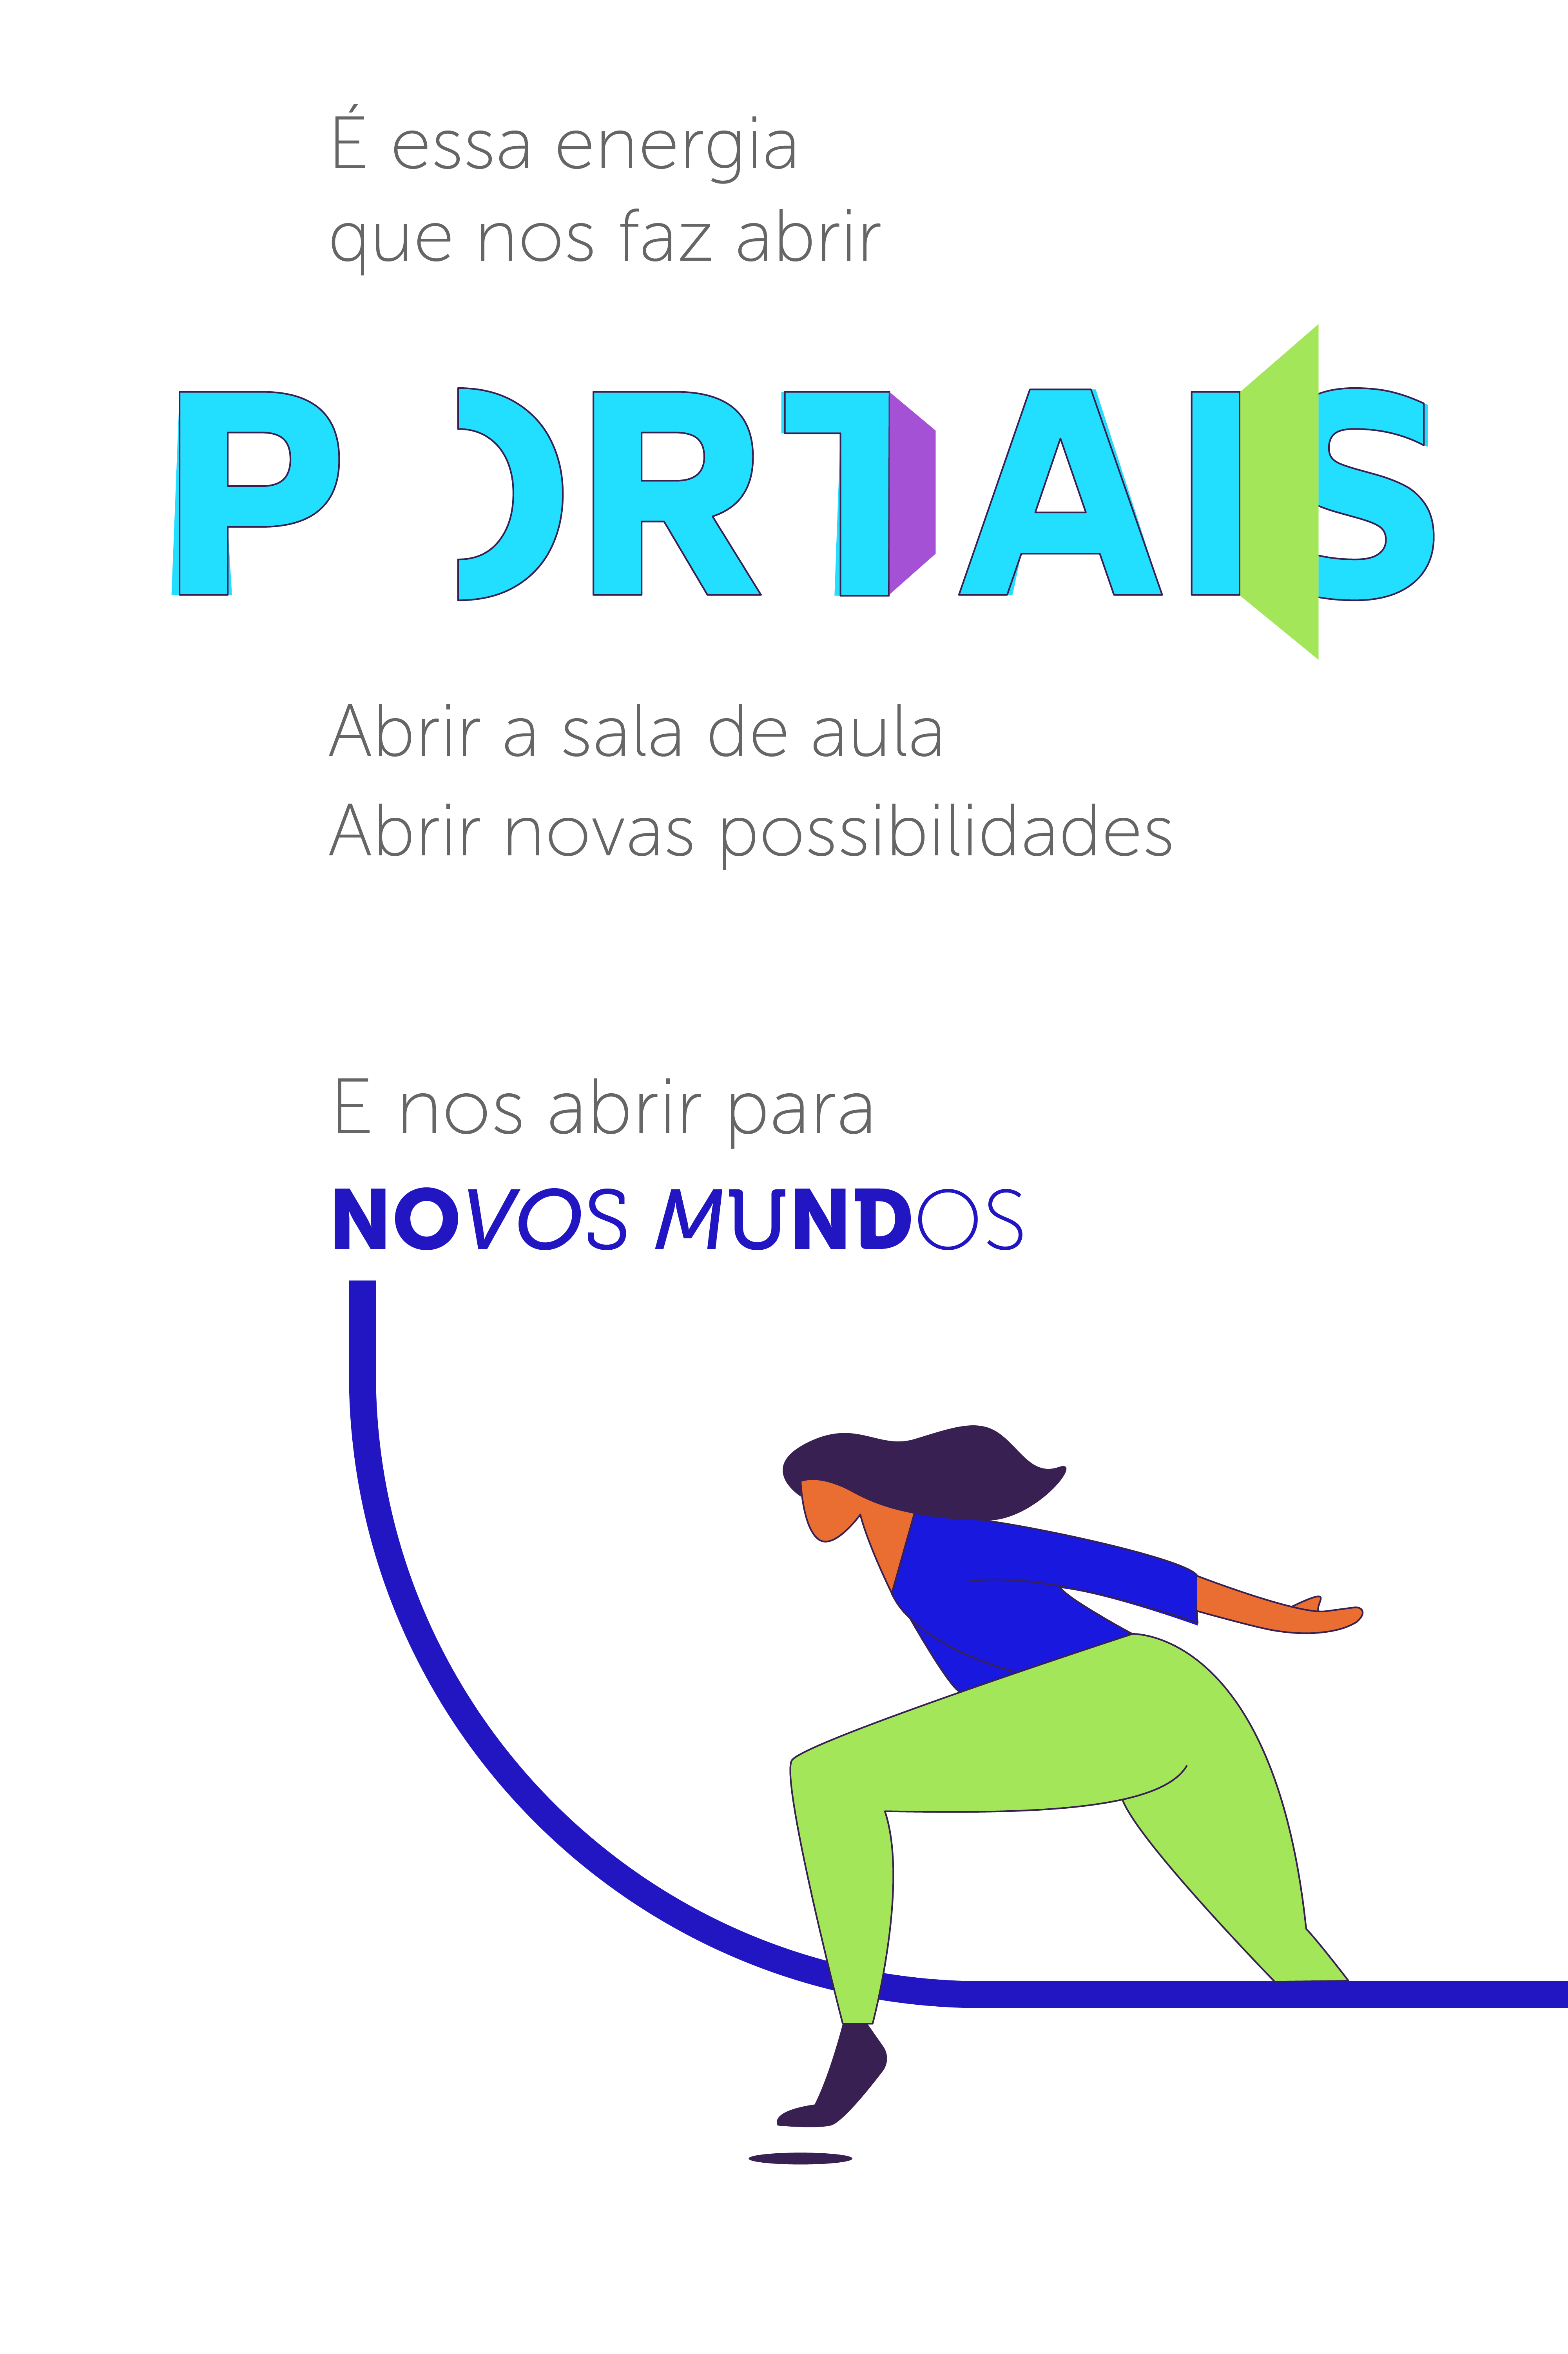 É essa energia
que nos faz abrir
PORTAIS
Abrir a sala de aula
Abrir novas possibilidades
E nos abrir para
NOVOS MUNDOS